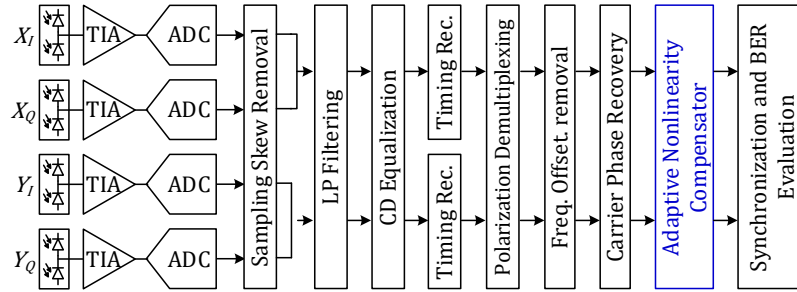 X_I TIA ADC
X_Q TIA ADC
Y_I TIA ADC
Y_Q TIA ADC
Sampling Skew Removal
LP Filtering
CD Equalization
Timing Rec.
Timing Rec.
Polarization Demultiplexing
Freq. Offset. removal
Carrier Phase Recovery
Adaptive Nonlinearity
Compensator
Synchronization and BER
Evaluation